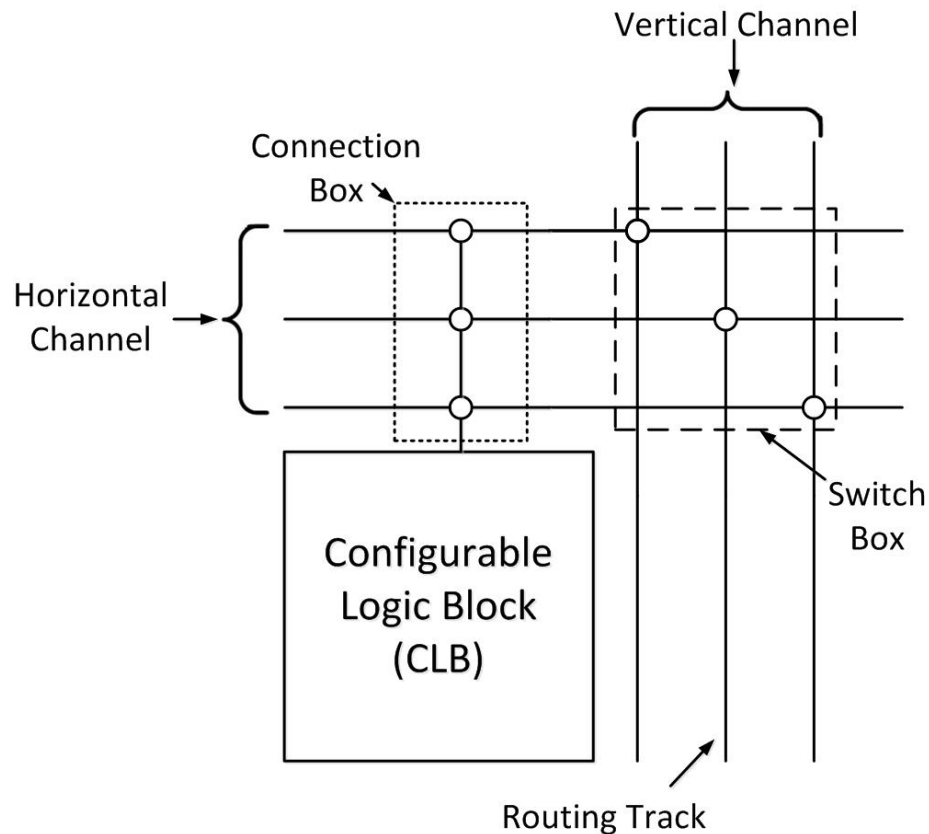 Vertical Channel
Connection
Box
Horizontal
Channel
Switch
Box
Configurable
Logic Block
(CLB)
Routing Track